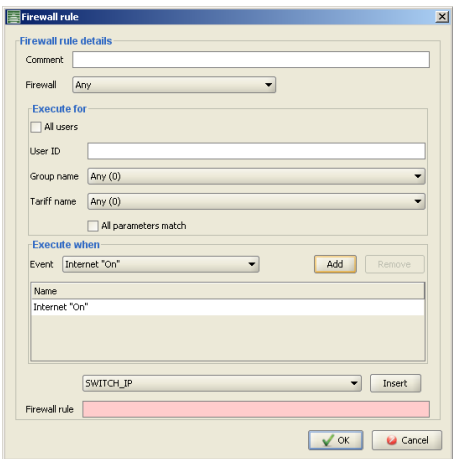 Firewall rule
Firewall rule details
Comment
Firewall Any
Execute for
All users
User ID
Group name Any (0)
Tariff name Any (0)
All parameters match
Execute when
Event Internet "On" Add Remove
Name
Internet "On"
SWITCH_IP Insert
Firewall rule
OK Cancel